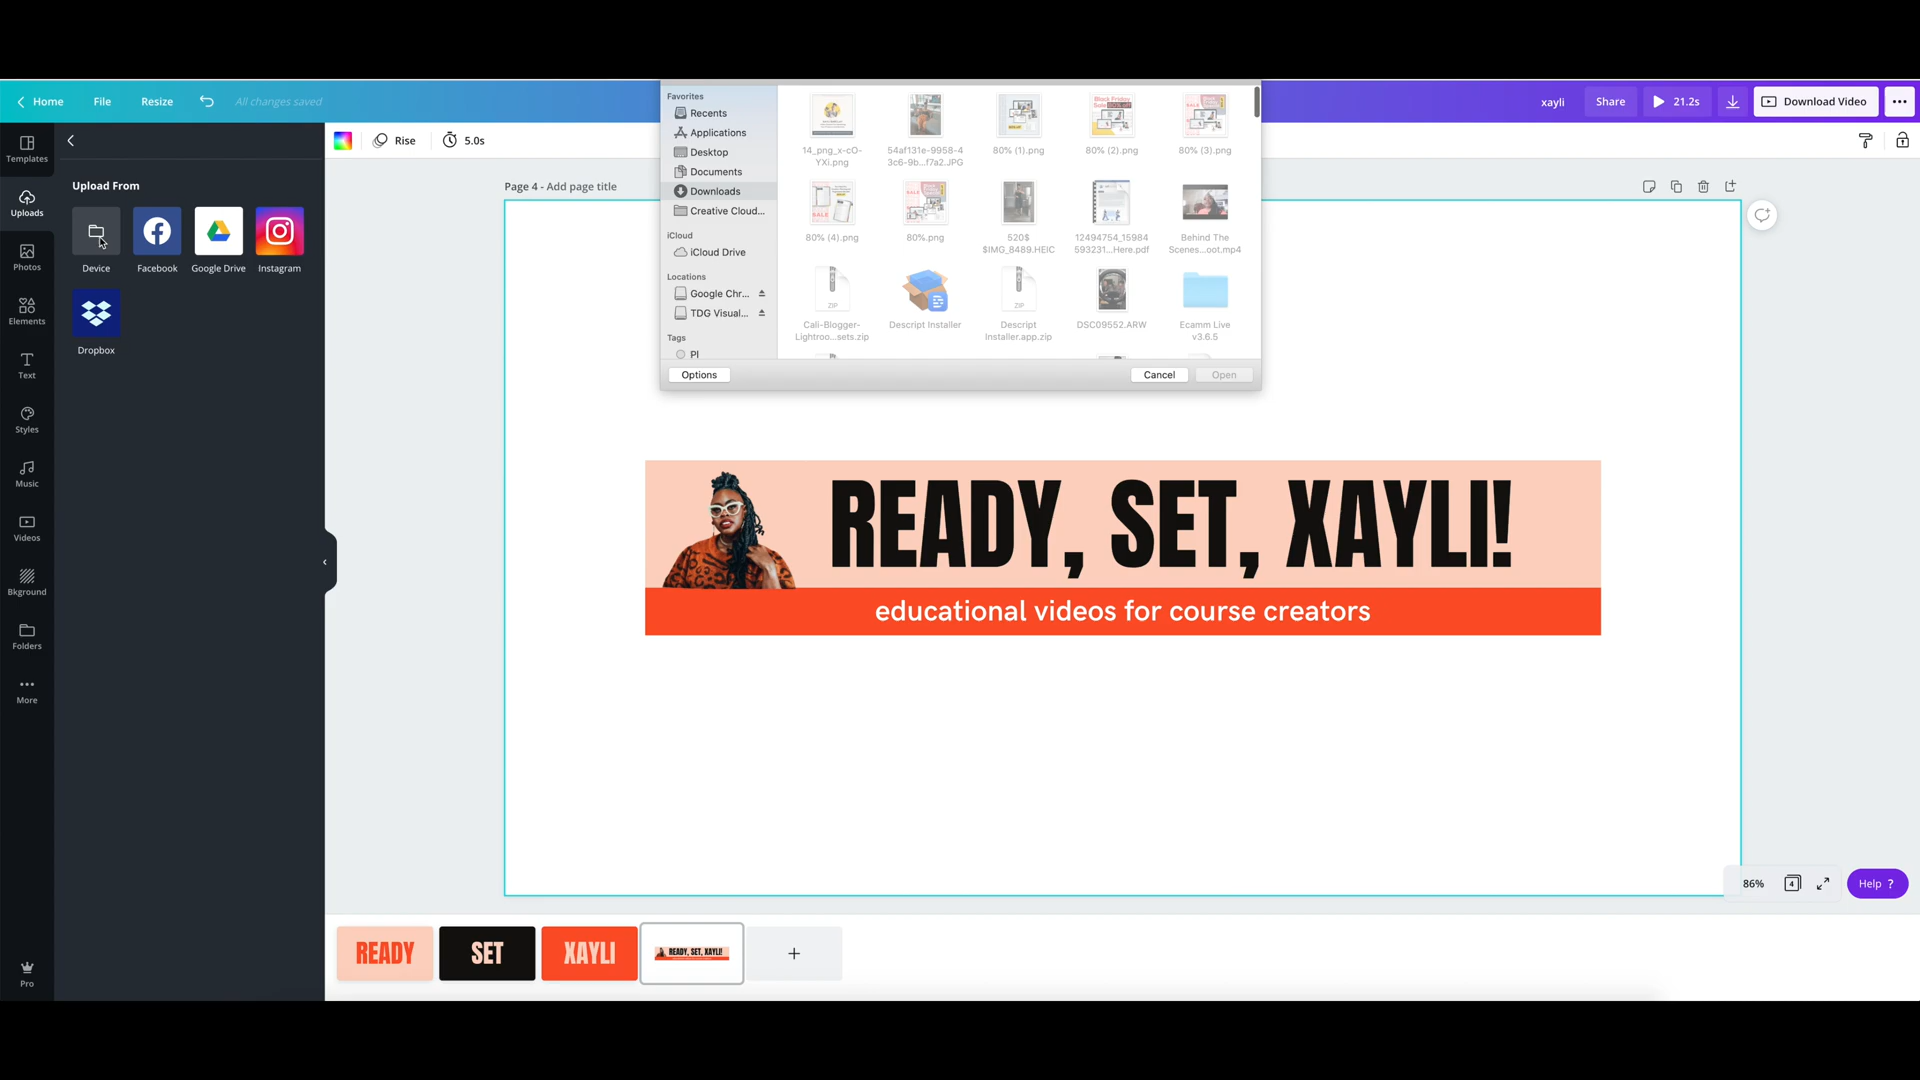 Home
File
Resize
All changes saved
xayli
Share
21.2s
Download Video
Templates
Uploads
Photos
Elements
Text
Styles
Music
Videos
Bkground
Folders
More
Pro
Upload From
Device
Facebook
Google Drive
Instagram
Dropbox
Rise
5.0s
Page 4 - Add page title
Favorites
Recents
Applications
Desktop
Documents
Downloads
Creative Cloud...
iCloud
iCloud Drive
Locations
Google Chr...
TDG Visual...
Tags
PI
14_png_x-cO-
YXi.png
54af131e-9958-4
3c6-9b...f7a2.JPG
80% (1).png
80% (2).png
80% (3).png
80% (4).png
80%.png
520$
$IMG_8489.HEIC
12494754_15984
593231...Here.pdf
Behind The
Scenes...oot.mp4
ZIP
Cali-Blogger-
Lightroo...sets.zip
Descript Installer
ZIP
Descript
Installer.app.zip
DSC09552.ARW
Ecamm Live
v3.6.5
Options
Cancel
Open
READY, SET, XAYLI!
educational videos for course creators
86%
4
Help ?
READY
SET
XAYLI
READY, SET, XAYLI!